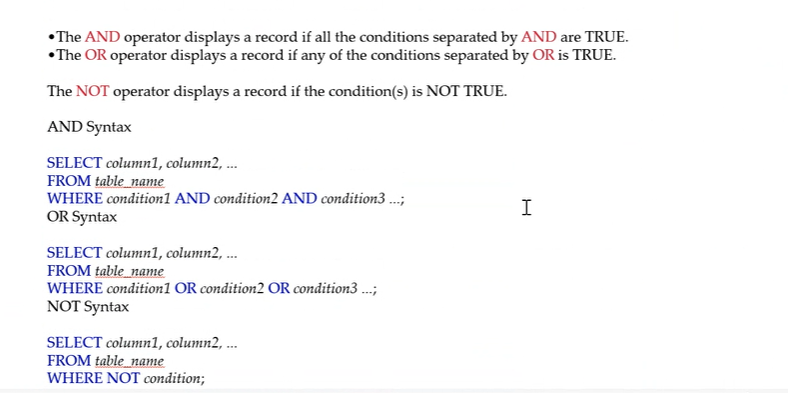 •The AND operator displays a record if all the conditions separated by AND are TRUE.
•The OR operator displays a record if any of the conditions separated by OR is TRUE.
The NOT operator displays a record if the condition(s) is NOT TRUE.
AND Syntax
SELECT column1, column2, ...
FROM table_name
WHERE condition1 AND condition2 AND condition3 ...;
OR Syntax
SELECT column1, column2, ...
FROM table_name
WHERE condition1 OR condition2 OR condition3 ...;
NOT Syntax
SELECT column1, column2, ...
FROM table_name
WHERE NOT condition;